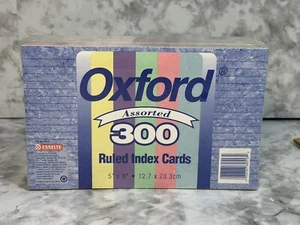 Oxford®
Assorted
300
Ruled Index Cards
5" x 8" • 12.7 x 20.3cm
ESSELTE